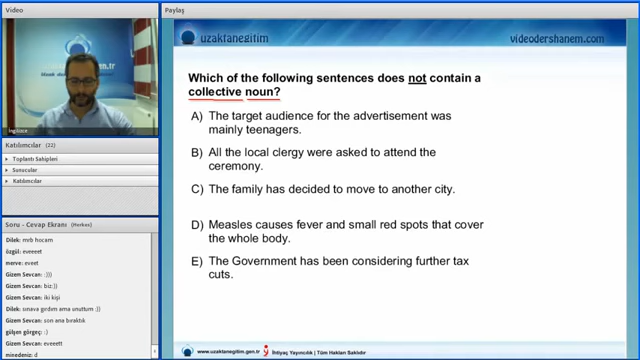 Video
Paylaş
uzaktanegitim
videodershanem.com
Which of the following sentences does not contain a
collective noun?
A) The target audience for the advertisement was
mainly teenagers.
B) All the local clergy were asked to attend the
ceremony.
C) The family has decided to move to another city.
D) Measles causes fever and small red spots that cover
the whole body.
E) The Government has been considering further tax
cuts.
www.uzaktanegitim.gen.tr
İhtiyaç Yayıncılık | Tüm Hakları Saklıdır
İngilizce
Katılımcılar (22)
Toplantı Sahipleri
Sunucular
Katılımcılar
Soru - Cevap Ekranı (Herkes)
Dilek: mrb hocam
özgül: eveeeet
merve: eveet
Gizem Sevcan: :)))
Gizem Sevcan: biz:))
Gizem Sevcan: iki kişi
Dilek: sınava girdım ama unuttum :)
Gizem Sevcan: son ana bıraktık
gülşen görgeç: :)
Gizem Sevcan: eveeett
minedeniz: d